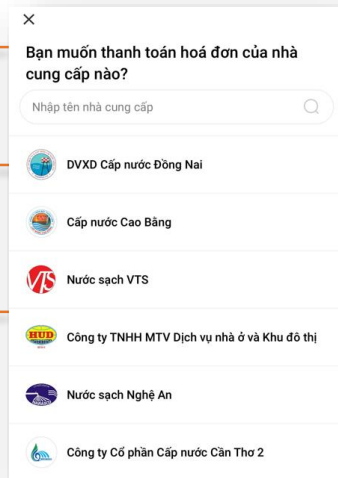 Bạn muốn thanh toán hoá đơn của nhà
cung cấp nào?
Nhập tên nhà cung cấp
DVXD Cấp nước Đồng Nai
Cấp nước Cao Bằng
VTS
Nước sạch VTS
HUD
Công ty TNHH MTV Dịch vụ nhà ở và Khu đô thị
Nước sạch Nghệ An
Công ty Cổ phần Cấp nước Cần Thơ 2